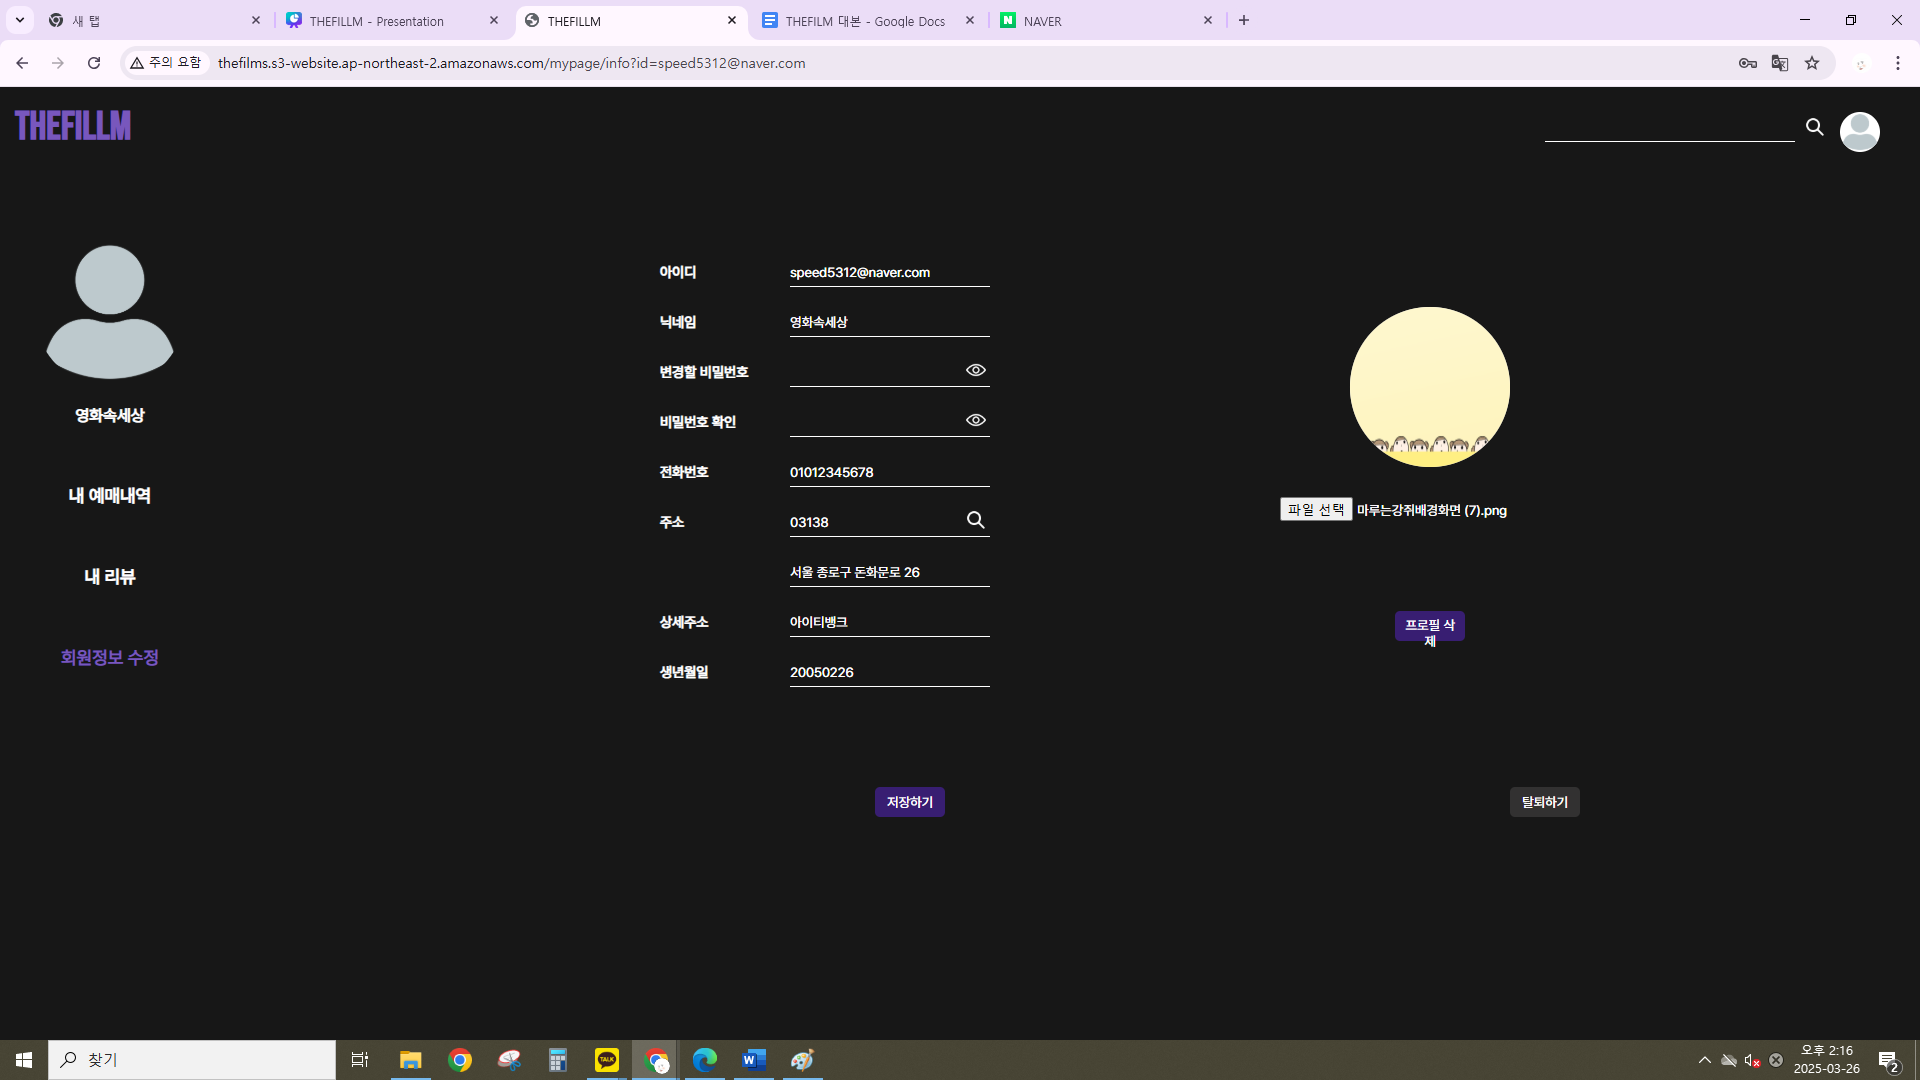 새 탭
THEFILLM - Presentation
THEFILLM
THEFILM 대본 - Google Docs
NAVER
주의 요함
thefilms.s3-website.ap-northeast-2.amazonaws.com/mypage/info?id=speed5312@naver.com
THEFILLM
영화속세상
내 예매내역
내 리뷰
회원정보 수정
아이디 speed5312@naver.com
닉네임 영화속세상
변경할 비밀번호
비밀번호 확인
전화번호 01012345678
주소 03138
서울 종로구 돈화문로 26
상세주소 아이티뱅크
생년월일 20050226
파일 선택 마루는강쥐배경화면 (7).png
프로필 삭
제
저장하기
탈퇴하기
찾기
TALK
오후 2:16
2025-03-26
2